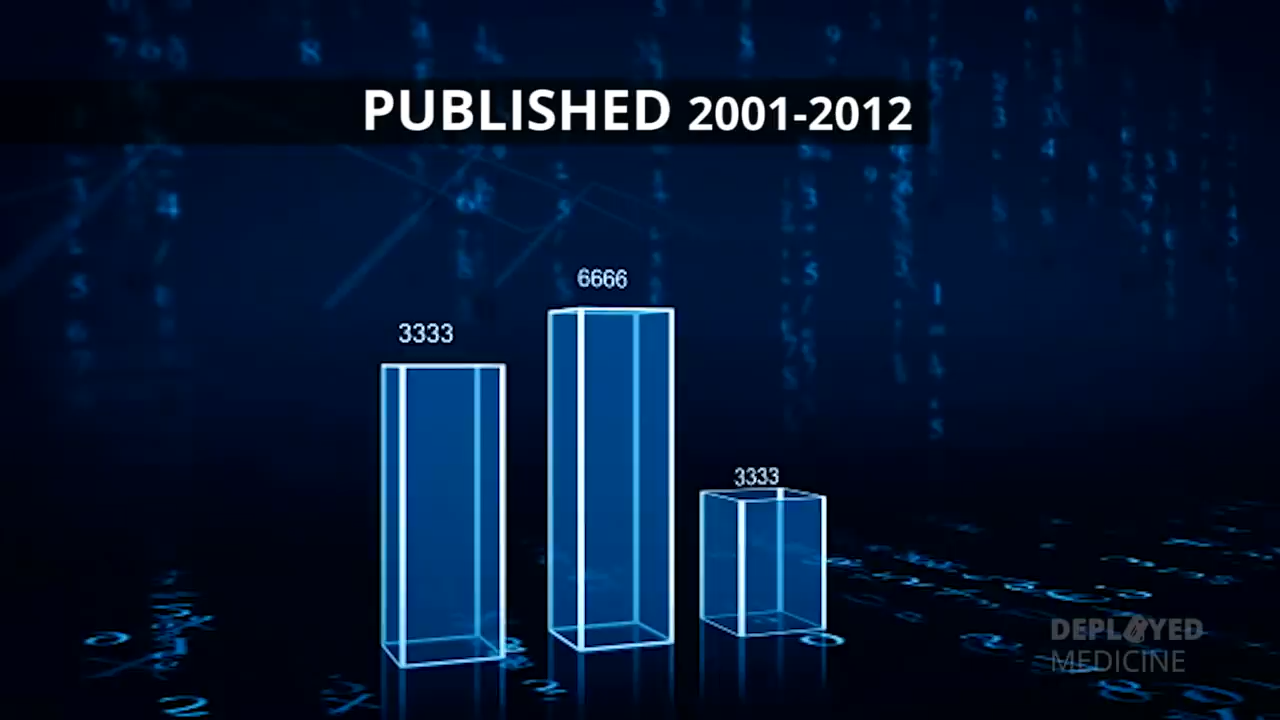 PUBLISHED 2001-2012
6666
3333
3333
DEPLOYED
MEDICINE